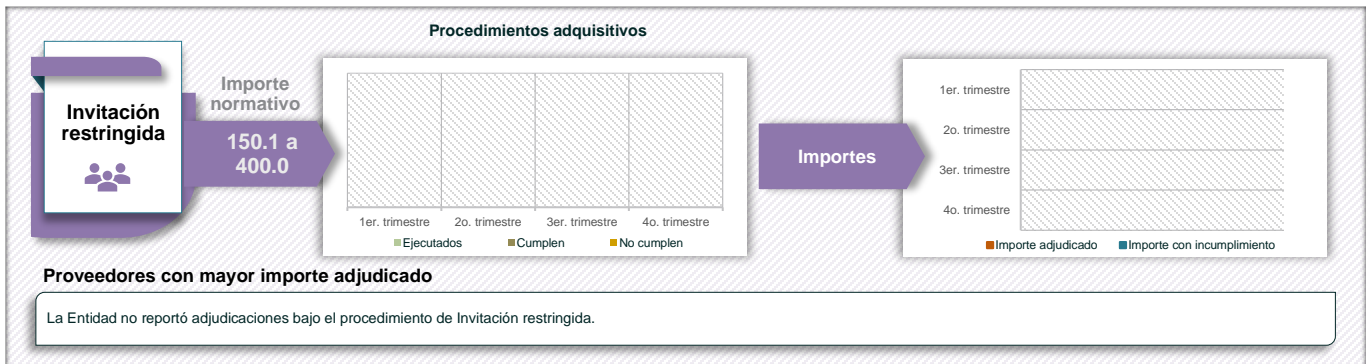 Procedimientos adquisitivos
Invitación
restringida
Importe
normativo
150.1 a
400.0
1er. trimestre 2o. trimestre 3er. trimestre 4o. trimestre
Ejecutados Cumplen No cumplen
Importes
1er. trimestre
2o. trimestre
3er. trimestre
4o. trimestre
Importe adjudicado Importe con incumplimiento
Proveedores con mayor importe adjudicado
La Entidad no reportó adjudicaciones bajo el procedimiento de Invitación restringida.